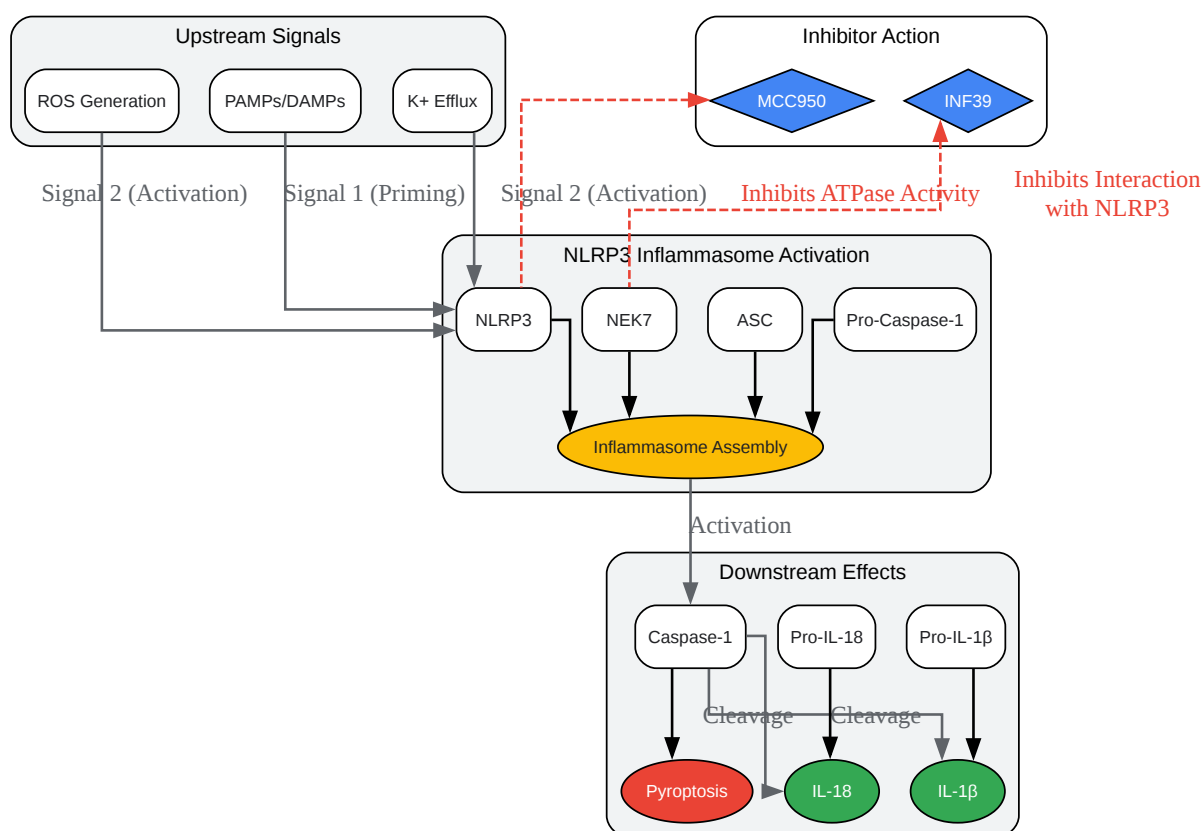 Upstream Signals
Inhibitor Action
ROS Generation
PAMPs/DAMPs
K+ Efflux
MCC950
INF39
Signal 2 (Activation)
Signal 1 (Priming)
Signal 2 (Activation)
Inhibits ATPase Activity
Inhibits Interaction
with NLRP3
NLRP3 Inflammasome Activation
NLRP3
NEK7
ASC
Pro-Caspase-1
Inflammasome Assembly
Activation
Downstream Effects
Caspase-1
Pro-IL-18
Pro-IL-1β
Cleavage
Cleavage
Pyroptosis
IL-18
IL-1β